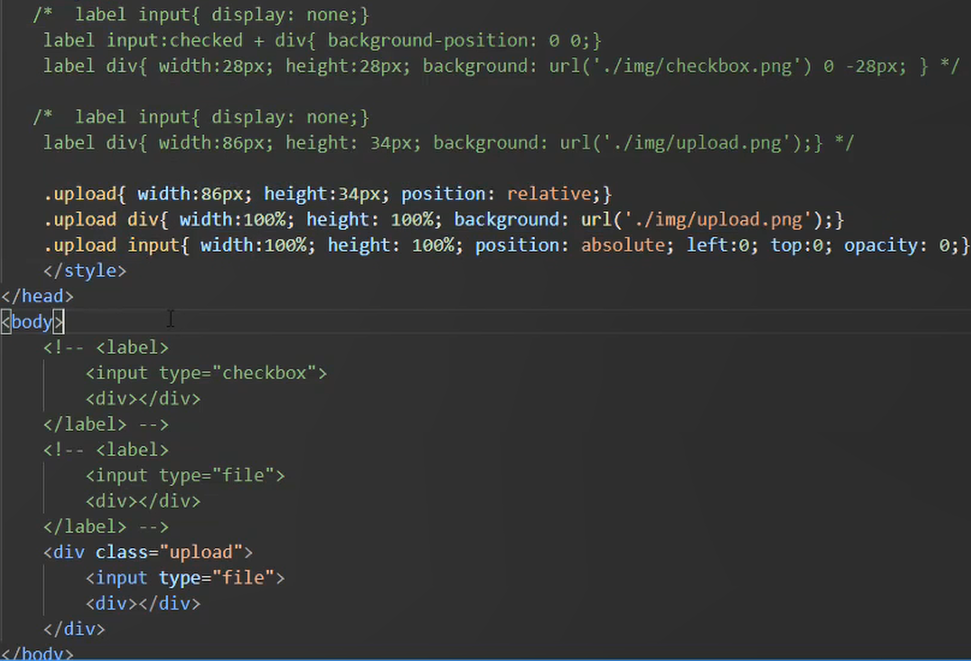 /*  label input{ display: none;}
label input:checked + div{ background-position: 0 0;}
label div{ width:28px; height:28px; background: url('./img/checkbox.png') 0 -28px; } */
/*  label input{ display: none;}
label div{ width:86px; height: 34px; background: url('./img/upload.png');} */
.upload{ width:86px; height:34px; position: relative;}
.upload div{ width:100%; height: 100%; background: url('./img/upload.png');}
.upload input{ width:100%; height: 100%; position: absolute; left:0; top:0; opacity: 0;}
</style>
</head>
<body>
<!-- <label>
<input type="checkbox">
<div></div>
</label> -->
<!-- <label>
<input type="file">
<div></div>
</label> -->
<div class="upload">
<input type="file">
<div></div>
</div>
</body>